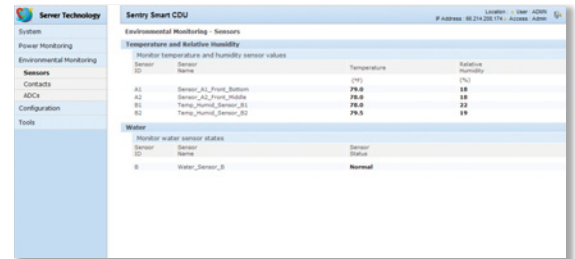 Server Technology
Sentry Smart CDU
Location: User: ADMN
IP Address: 66.214.208.174 Access: Admin
System
Power Monitoring
Environmental Monitoring
Sensors
Contacts
ADCs
Configuration
Tools
Environmental Monitoring - Sensors
Temperature and Relative Humidity
Monitor temperature and humidity sensor values
Sensor ID Sensor Name Temperature Relative Humidity
(°F) (%)
A1 Sensor_A1_Front_Bottom 79.0 18
A2 Sensor_A2_Front_Middle 78.0 18
B1 Temp_Humid_Sensor_B1 78.0 22
B2 Temp_Humid_Sensor_B2 79.5 19
Water
Monitor water sensor states
Sensor ID Sensor Name Sensor Status
B Water_Sensor_B Normal